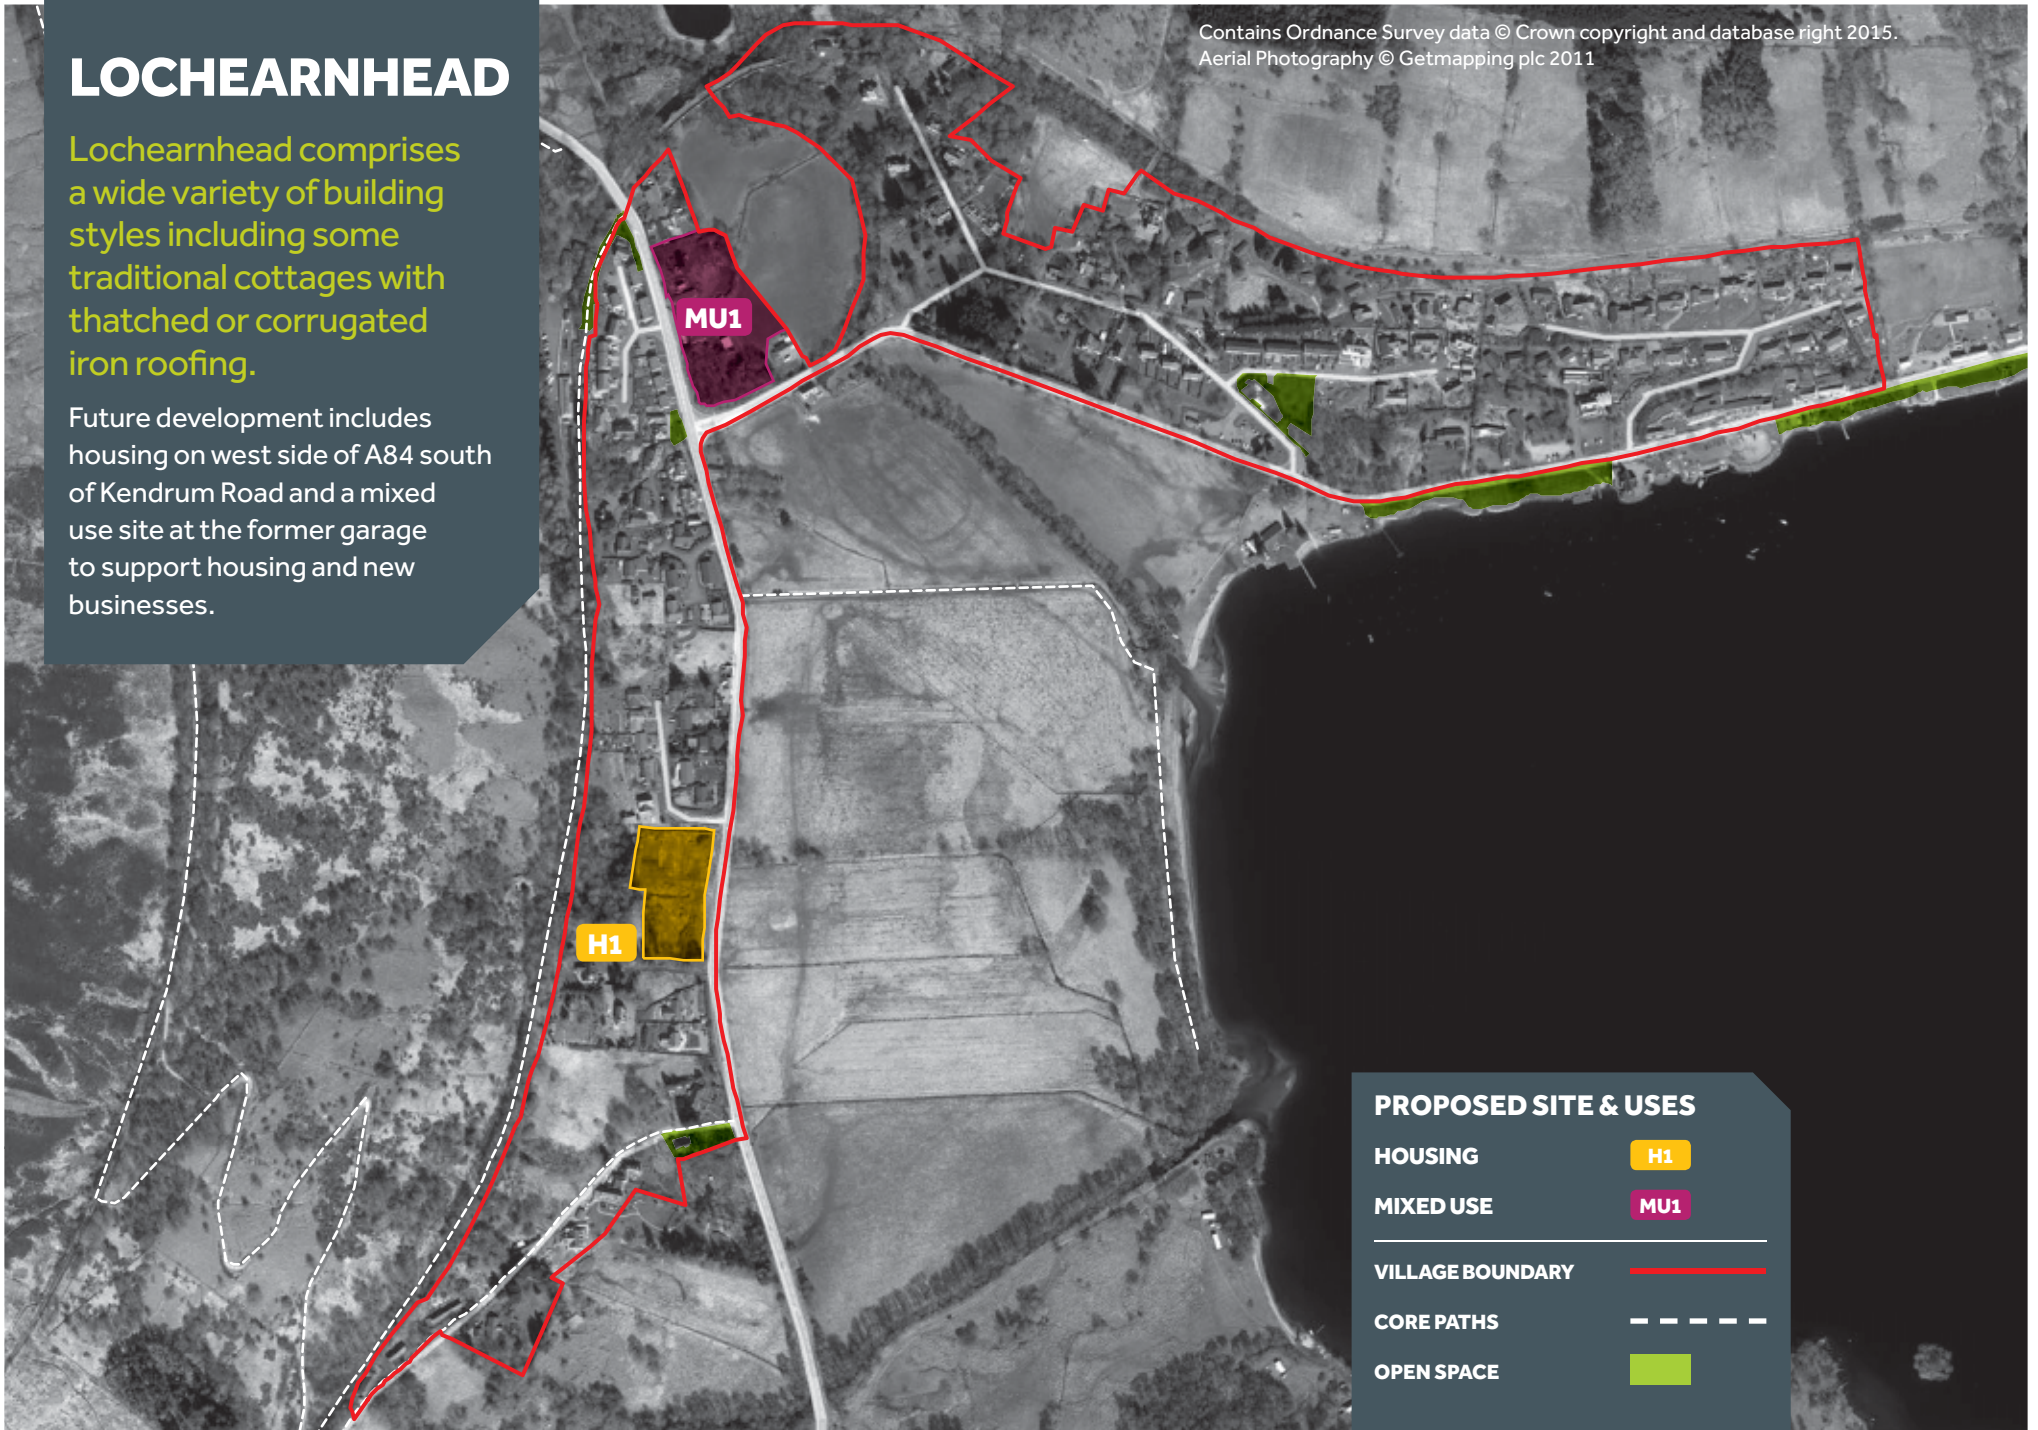 LOCHEARNHEAD
Lochearnhead comprises
a wide variety of building
styles including some
traditional cottages with
thatched or corrugated
iron roofing.
Future development includes
housing on west side of A84 south
of Kendrum Road and a mixed
use site at the former garage
to support housing and new
businesses.
Contains Ordnance Survey data © Crown copyright and database right 2015.
Aerial Photography © Getmapping plc 2011
MU1
H1
PROPOSED SITE & USES
HOUSING H1
MIXED USE MU1
VILLAGE BOUNDARY
CORE PATHS
OPEN SPACE